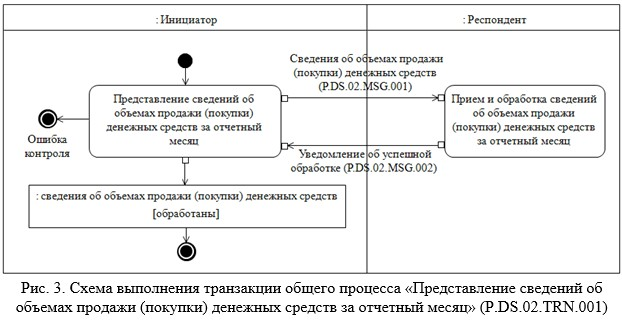 : Инициатор
: Респондент
Сведения об объемах продажи
(покупки) денежных средств
(P.DS.02.MSG.001)
Представление сведений об
объемах продажи (покупки)
денежных средств за отчетный
месяц
Прием и обработка сведений
об объемах продажи
(покупки) денежных средств
за отчетный месяц
Ошибка
контроля
Уведомление об успешной
обработке (P.DS.02.MSG.002)
: сведения об объемах продажи (покупки) денежных средств
[обработаны]
Рис. 3. Схема выполнения транзакции общего процесса «Представление сведений об
объемах продажи (покупки) денежных средств за отчетный месяц» (P.DS.02.TRN.001)